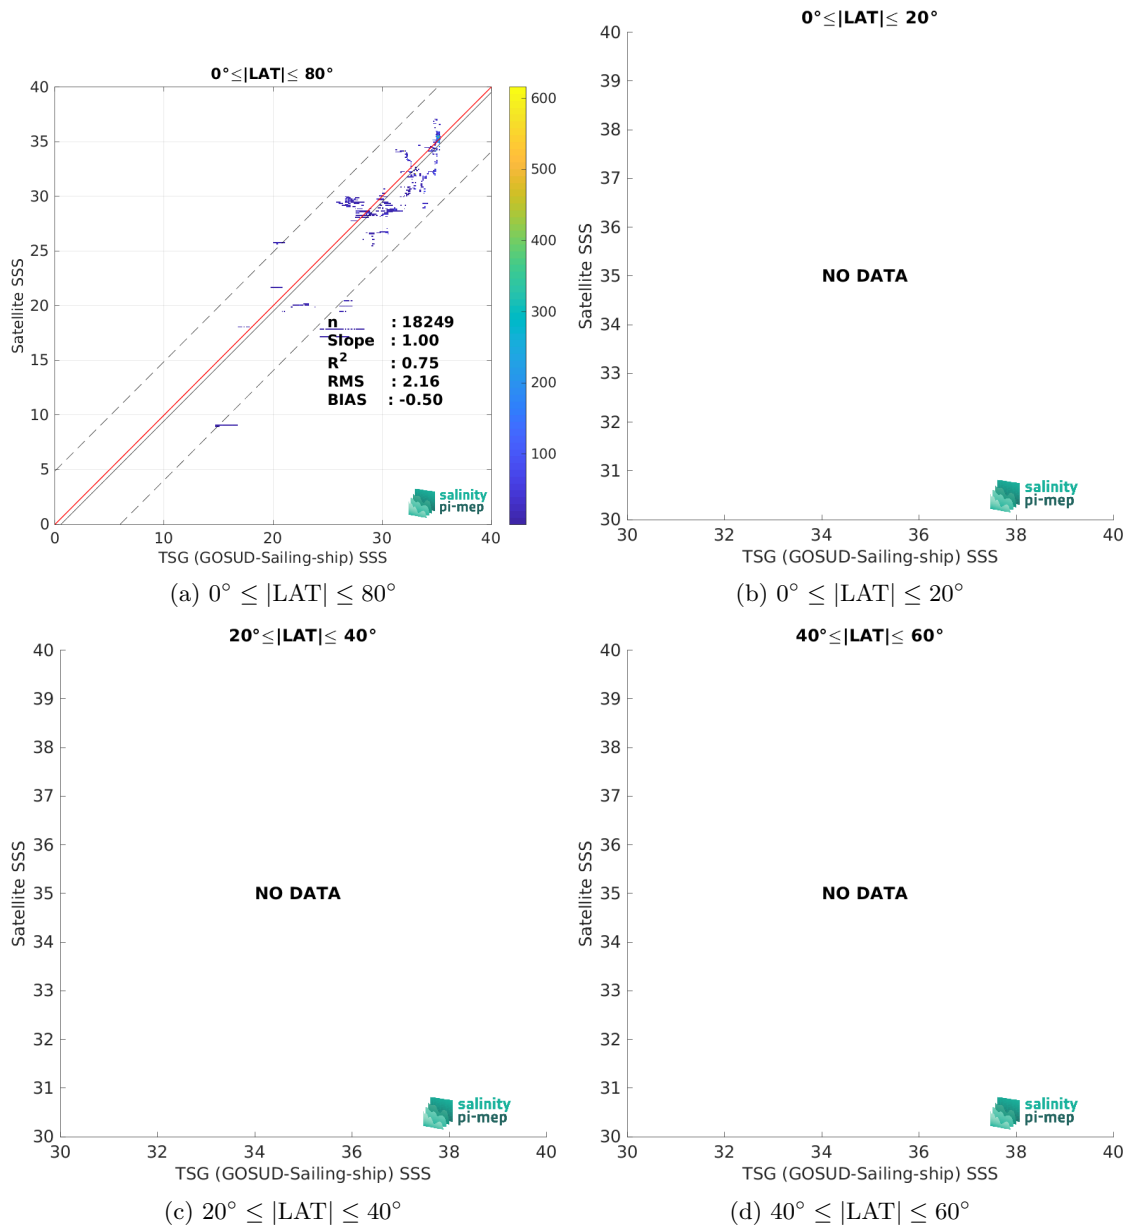 0°≤|LAT|≤ 80°
40
35
30
25
20
15
10
5
0
0
10
20
30
40
Satellite SSS
TSG (GOSUD-Sailing-ship) SSS
600
500
400
300
200
100
n : 18249
Slope : 1.00
R² : 0.75
RMS : 2.16
BIAS : -0.50
salinity
pi-mep
(a) 0° ≤ |LAT| ≤ 80°
0°≤|LAT|≤ 20°
40
39
38
37
36
35
34
33
32
31
30
30
32
34
36
38
40
Satellite SSS
TSG (GOSUD-Sailing-ship) SSS
NO DATA
salinity
pi-mep
(b) 0° ≤ |LAT| ≤ 20°
20°≤|LAT|≤ 40°
40
39
38
37
36
35
34
33
32
31
30
30
32
34
36
38
40
Satellite SSS
TSG (GOSUD-Sailing-ship) SSS
NO DATA
salinity
pi-mep
(c) 20° ≤ |LAT| ≤ 40°
40°≤|LAT|≤ 60°
40
39
38
37
36
35
34
33
32
31
30
30
32
34
36
38
40
Satellite SSS
TSG (GOSUD-Sailing-ship) SSS
NO DATA
salinity
pi-mep
(d) 40° ≤ |LAT| ≤ 60°